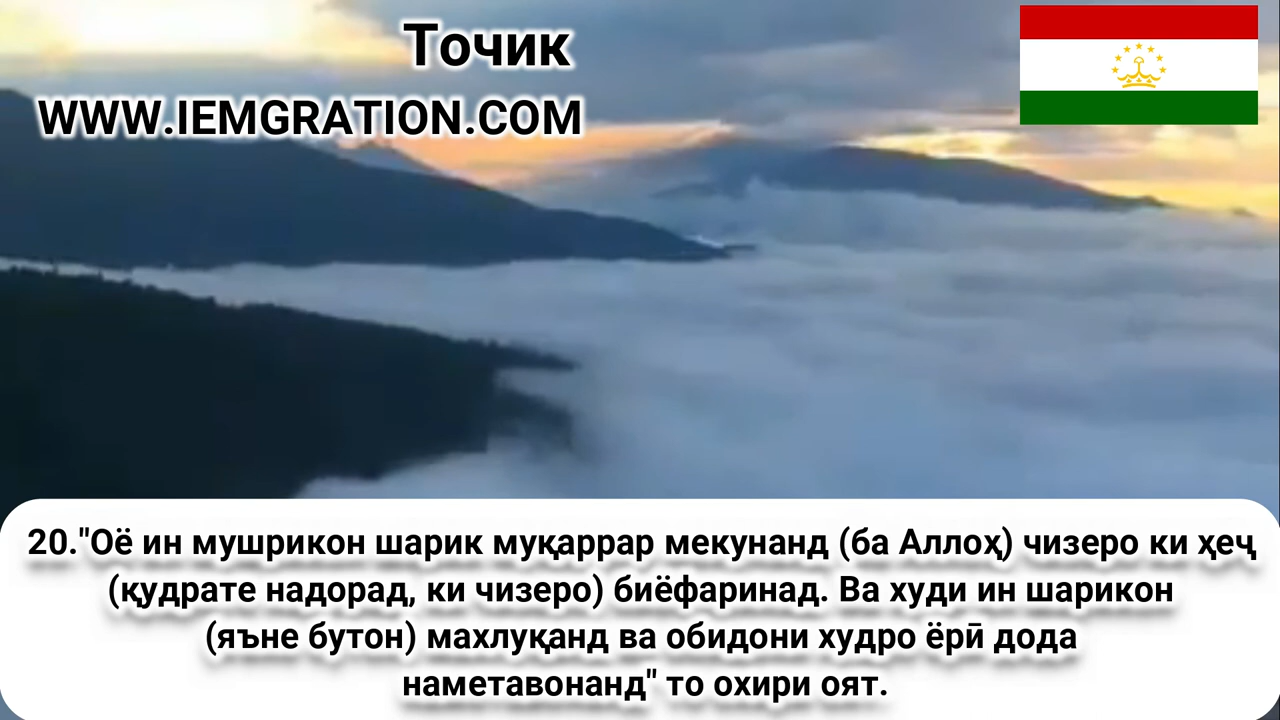 Точик
WWW.IEMGRATION.COM
20."Оё ин мушрикон шарик муқаррар мекунанд (ба Аллоҳ) чизеро ки ҳеҷ
(қудрате надорад, ки чизеро) биёфаринад. Ва худи ин шарикон
(яъне бутон) махлуқанд ва обидони худро ёрӣ дода
наметавонанд" то охири оят.